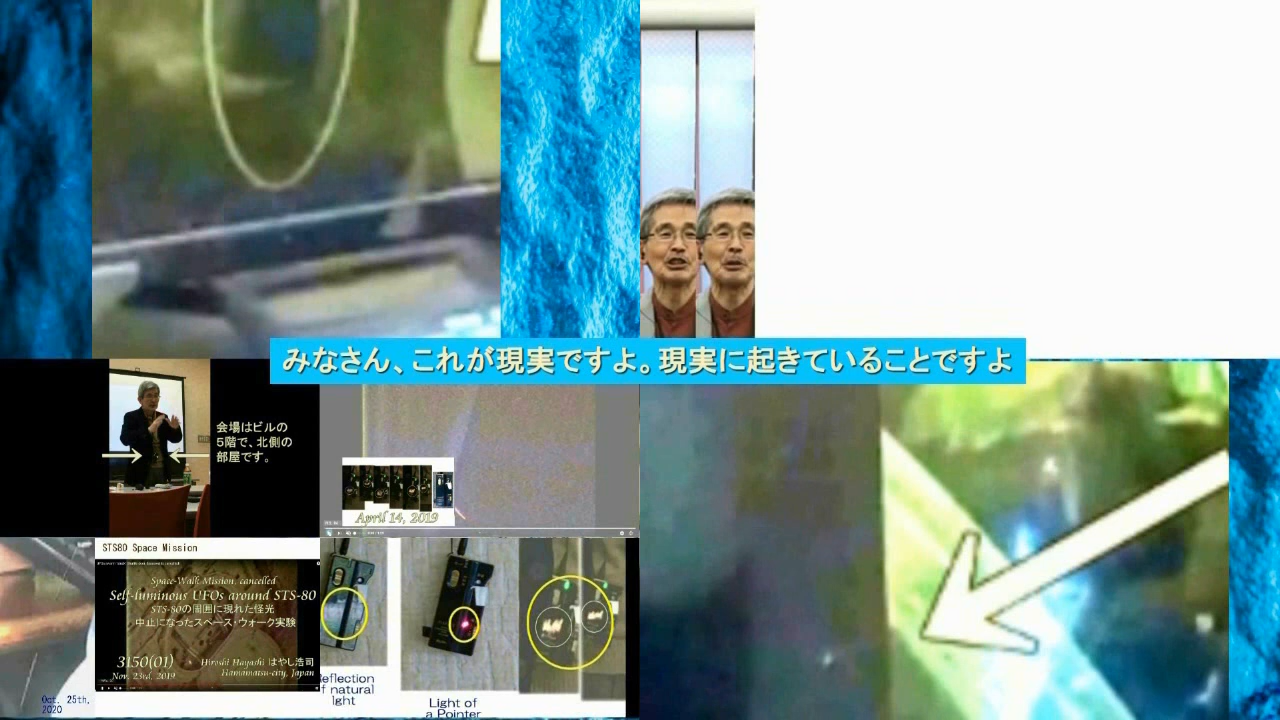 みなさん、これが現実ですよ。現実に起きていることですよ
会場はビルの
5階で、北側の
部屋です。
April 14, 2019
STS80 Space Mission
Space-Walk Mission, cancelled
Self-luminous UFOs around STS-80
STS-80の周囲に現れた怪光
中止になったスペース・ウォーク実験
3150(01)
Hiroshi Hayashi はやし浩司
Nov. 23rd, 2019
Hamamatsu-city, Japan
Oct. 25th,
2020
eflection
f natural
ight
Light of
a Pointer